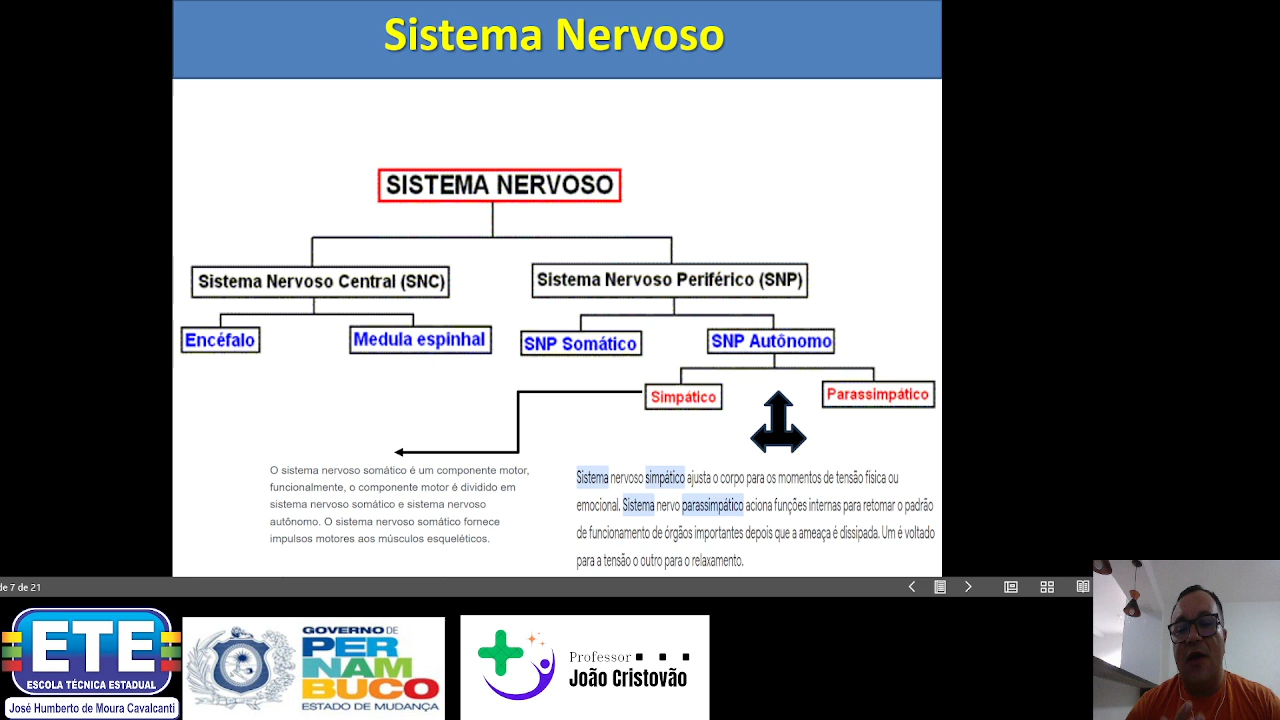 Sistema Nervoso
SISTEMA NERVOSO
Sistema Nervoso Central (SNC)
Sistema Nervoso Periférico (SNP)
Encéfalo
Medula espinhal
SNP Somático
SNP Autônomo
Simpático
Parassimpático
O sistema nervoso somático é um componente motor,
funcionalmente, o componente motor é dividido em
sistema nervoso somático e sistema nervoso
autônomo. O sistema nervoso somático fornece
impulsos motores aos músculos esqueléticos.
Sistema nervoso simpático ajusta o corpo para os momentos de tensão física ou
emocional. Sistema nervo parassimpático aciona funções internas para retomar o padrão
de funcionamento de órgãos importantes depois que a ameaça é dissipada. Um é voltado
para a tensão o outro para o relaxamento.
de 7 de 21
ETE
ESCOLA TÉCNICA ESTADUAL
José Humberto de Moura Cavalcanti
GOVERNO DE
PER
NAM
BUCO
ESTADO DE MUDANÇA
Professor
João Cristovão